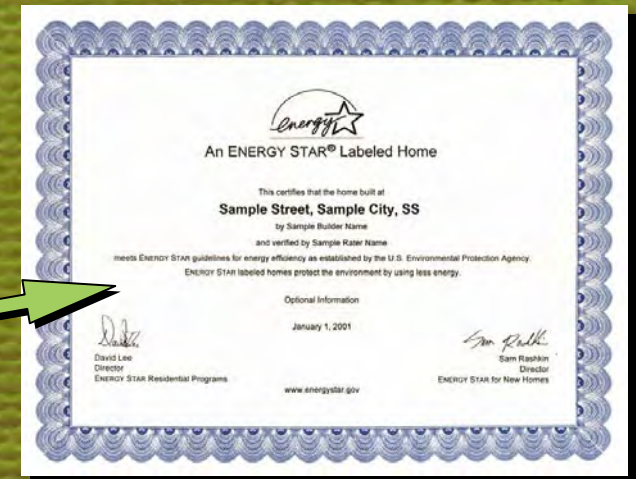 energy
An ENERGY STAR® Labeled Home
This certifies that the home built at
Sample Street, Sample City, SS
by Sample Builder Name
and verified by Sample Rater Name
meets ENERGY STAR guidelines for energy efficiency as established by the U.S. Environmental Protection Agency.
ENERGY STAR labeled homes protect the environment by using less energy.
Optional Information
January 1, 2001
Sam Rashkin
David Lee
Director
ENERGY STAR Residential Programs
Sam Rashkin
Director
ENERGY STAR for New Homes
www.energystar.gov